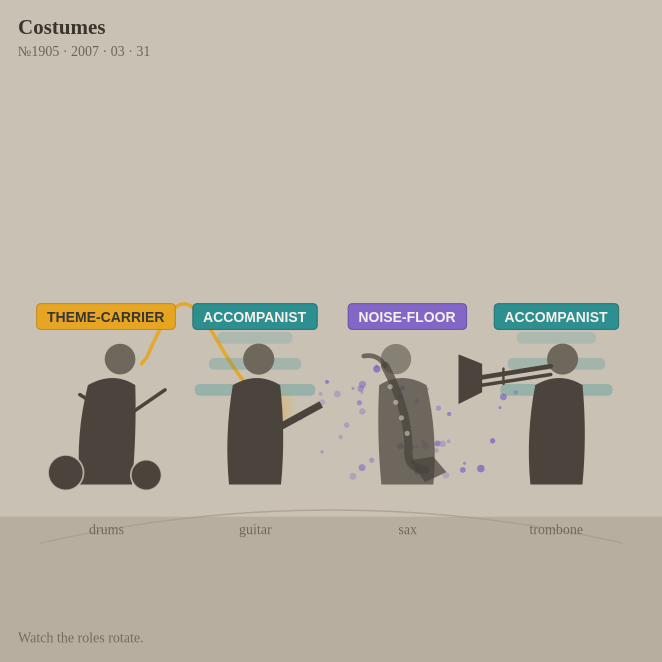 Costumes
№1905 · 2007 · 03 · 31
THEME-CARRIER
ACCOMPANIST
NOISE-FLOOR
ACCOMPANIST
drums
guitar
sax
trombone
Watch the roles rotate.